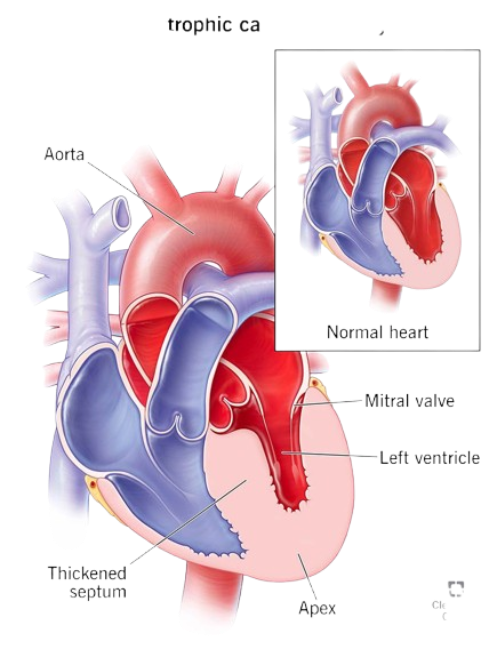 trophic ca
Aorta
Normal heart
Mitral valve
Left ventricle
Thickened
septum
Apex